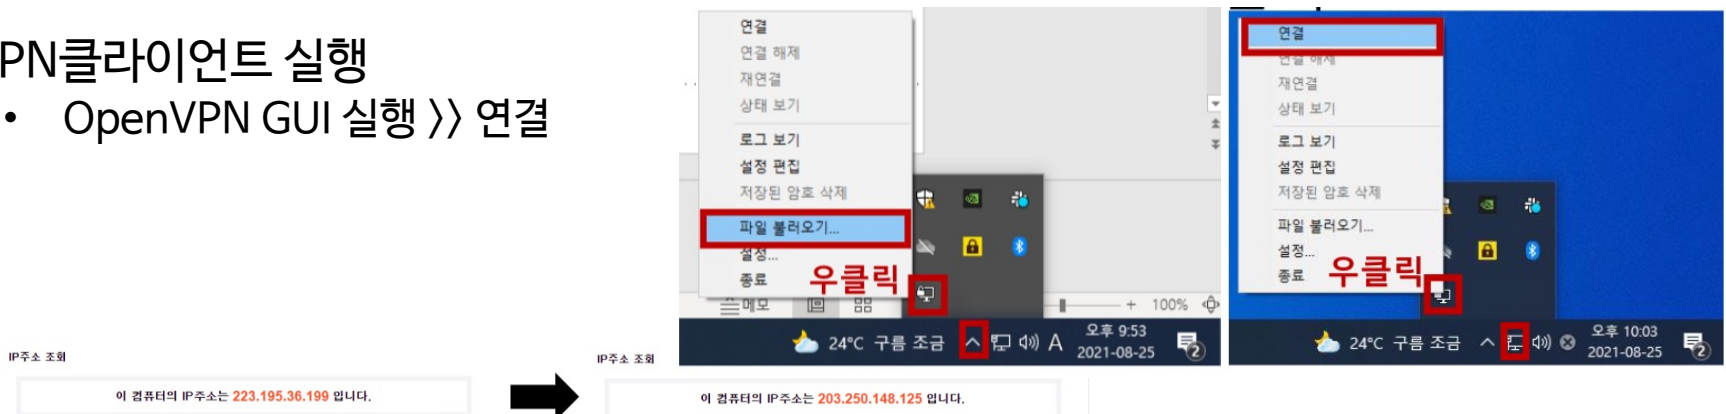 PN클라이언트 실행
• OpenVPN GUI 실행 >> 연결
연결
연결 해제
재연결
상태 보기
로그 보기
설정 편집
저장된 암호 삭제
파일 불러오기...
설정...
종료
우클릭
메모
100%
24°C 구름 조금
A
오후 9:53
2021-08-25
2
연결
연결 해제
재연결
상태 보기
로그 보기
설정 편집
저장된 암호 삭제
파일 불러오기...
설정...
종료
우클릭
24°C 구름 조금
오후 10:03
2021-08-25
2
IP주소 조회
이 컴퓨터의 IP주소는 223.195.36.199 입니다.
IP주소 조회
이 컴퓨터의 IP주소는 203.250.148.125 입니다.